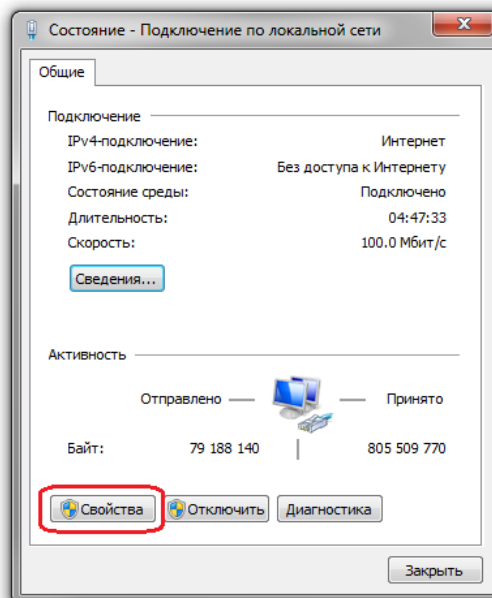 Состояние - Подключение по локальной сети
Общие
Подключение
IPv4-подключение: Интернет
IPv6-подключение: Без доступа к Интернету
Состояние среды: Подключено
Длительность: 04:47:33
Скорость: 100.0 Мбит/с
Сведения...
Активность
Отправлено — — Принято
Байт: 79 188 140 | 805 509 770
Свойства Отключить Диагностика
Закрыть